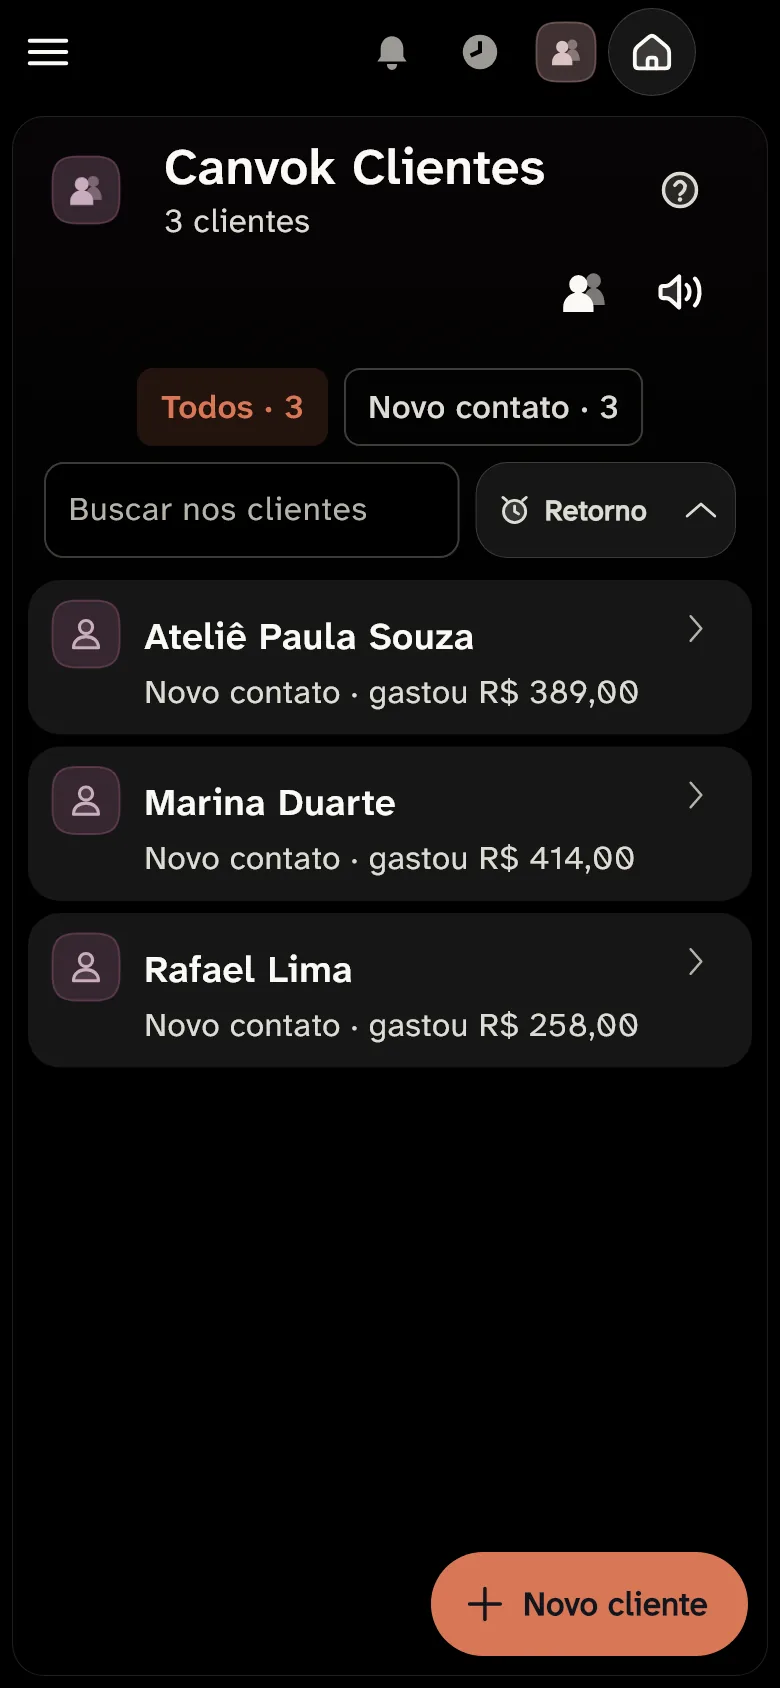 Canvok Clientes
3 clientes
Todos · 3
Novo contato · 3
Buscar nos clientes
Retorno
Ateliê Paula Souza
Novo contato · gastou R$ 389,00
Marina Duarte
Novo contato · gastou R$ 414,00
Rafael Lima
Novo contato · gastou R$ 258,00
Novo cliente